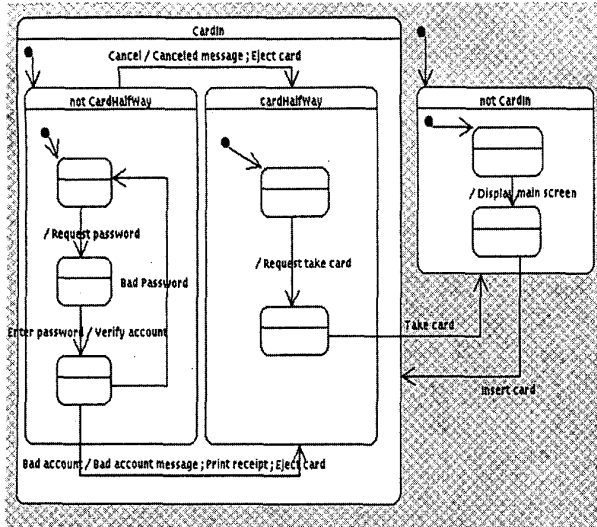 CardIn
Cancel / Canceled message ; Eject card
not CardHalfWay
cardHalfWay
not CardIn
/ Display main screen
/ Request password
/ Request take card
Bad Password
Enter password / Verify account
Take card
Insert card
Bad account / Bad account message ; Print receipt ; Eject card